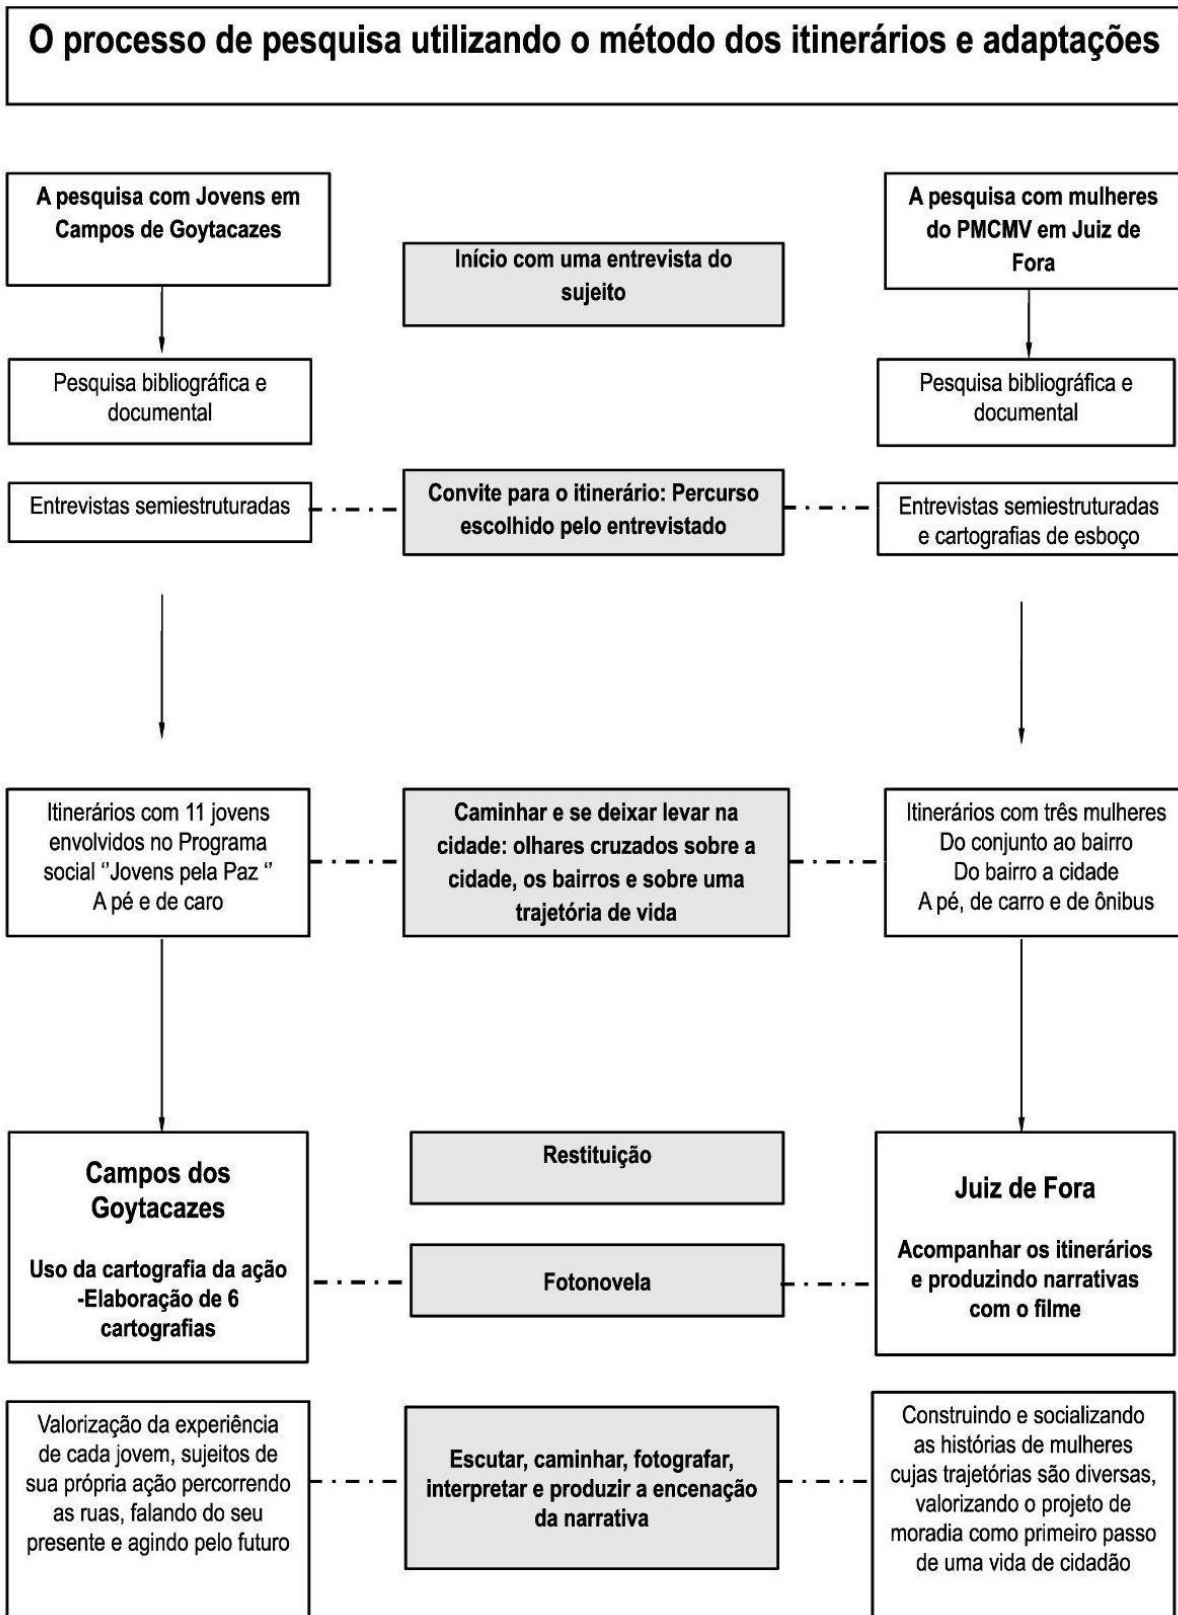 O processo de pesquisa utilizando o método dos itinerários e adaptações
A pesquisa com Jovens em
Campos de Goytacazes
Início com uma entrevista do
sujeito
A pesquisa com mulheres
do PMCMV em Juiz de
Fora
Pesquisa bibliográfica e
documental
Pesquisa bibliográfica e
documental
Entrevistas semiestruturadas
Convite para o itinerário: Percurso
escolhido pelo entrevistado
Entrevistas semiestruturadas
e cartografias de esboço
Itinerários com 11 jovens
envolvidos no Programa
social “Jovens pela Paz “
A pé e de caro
Caminhar e se deixar levar na
cidade: olhares cruzados sobre a
cidade, os bairros e sobre uma
trajetória de vida
Itinerários com três mulheres
Do conjunto ao bairro
Do bairro a cidade
A pé, de carro e de ônibus
Campos dos
Goytacazes
Uso da cartografia da ação
-Elaboração de 6
cartografias
Restituição
Fotonovela
Juiz de Fora
Acompanhar os itinerários
e produzindo narrativas
com o filme
Valorização da experiência
de cada jovem, sujeitos de
sua própria ação percorrendo
as ruas, falando do seu
presente e agindo pelo futuro
Escutar, caminhar, fotografar,
interpretar e produzir a encenação
da narrativa
Construindo e socializando
as histórias de mulheres
cujas trajetórias são diversas,
valorizando o projeto de
moradia como primeiro passo
de uma vida de cidadão